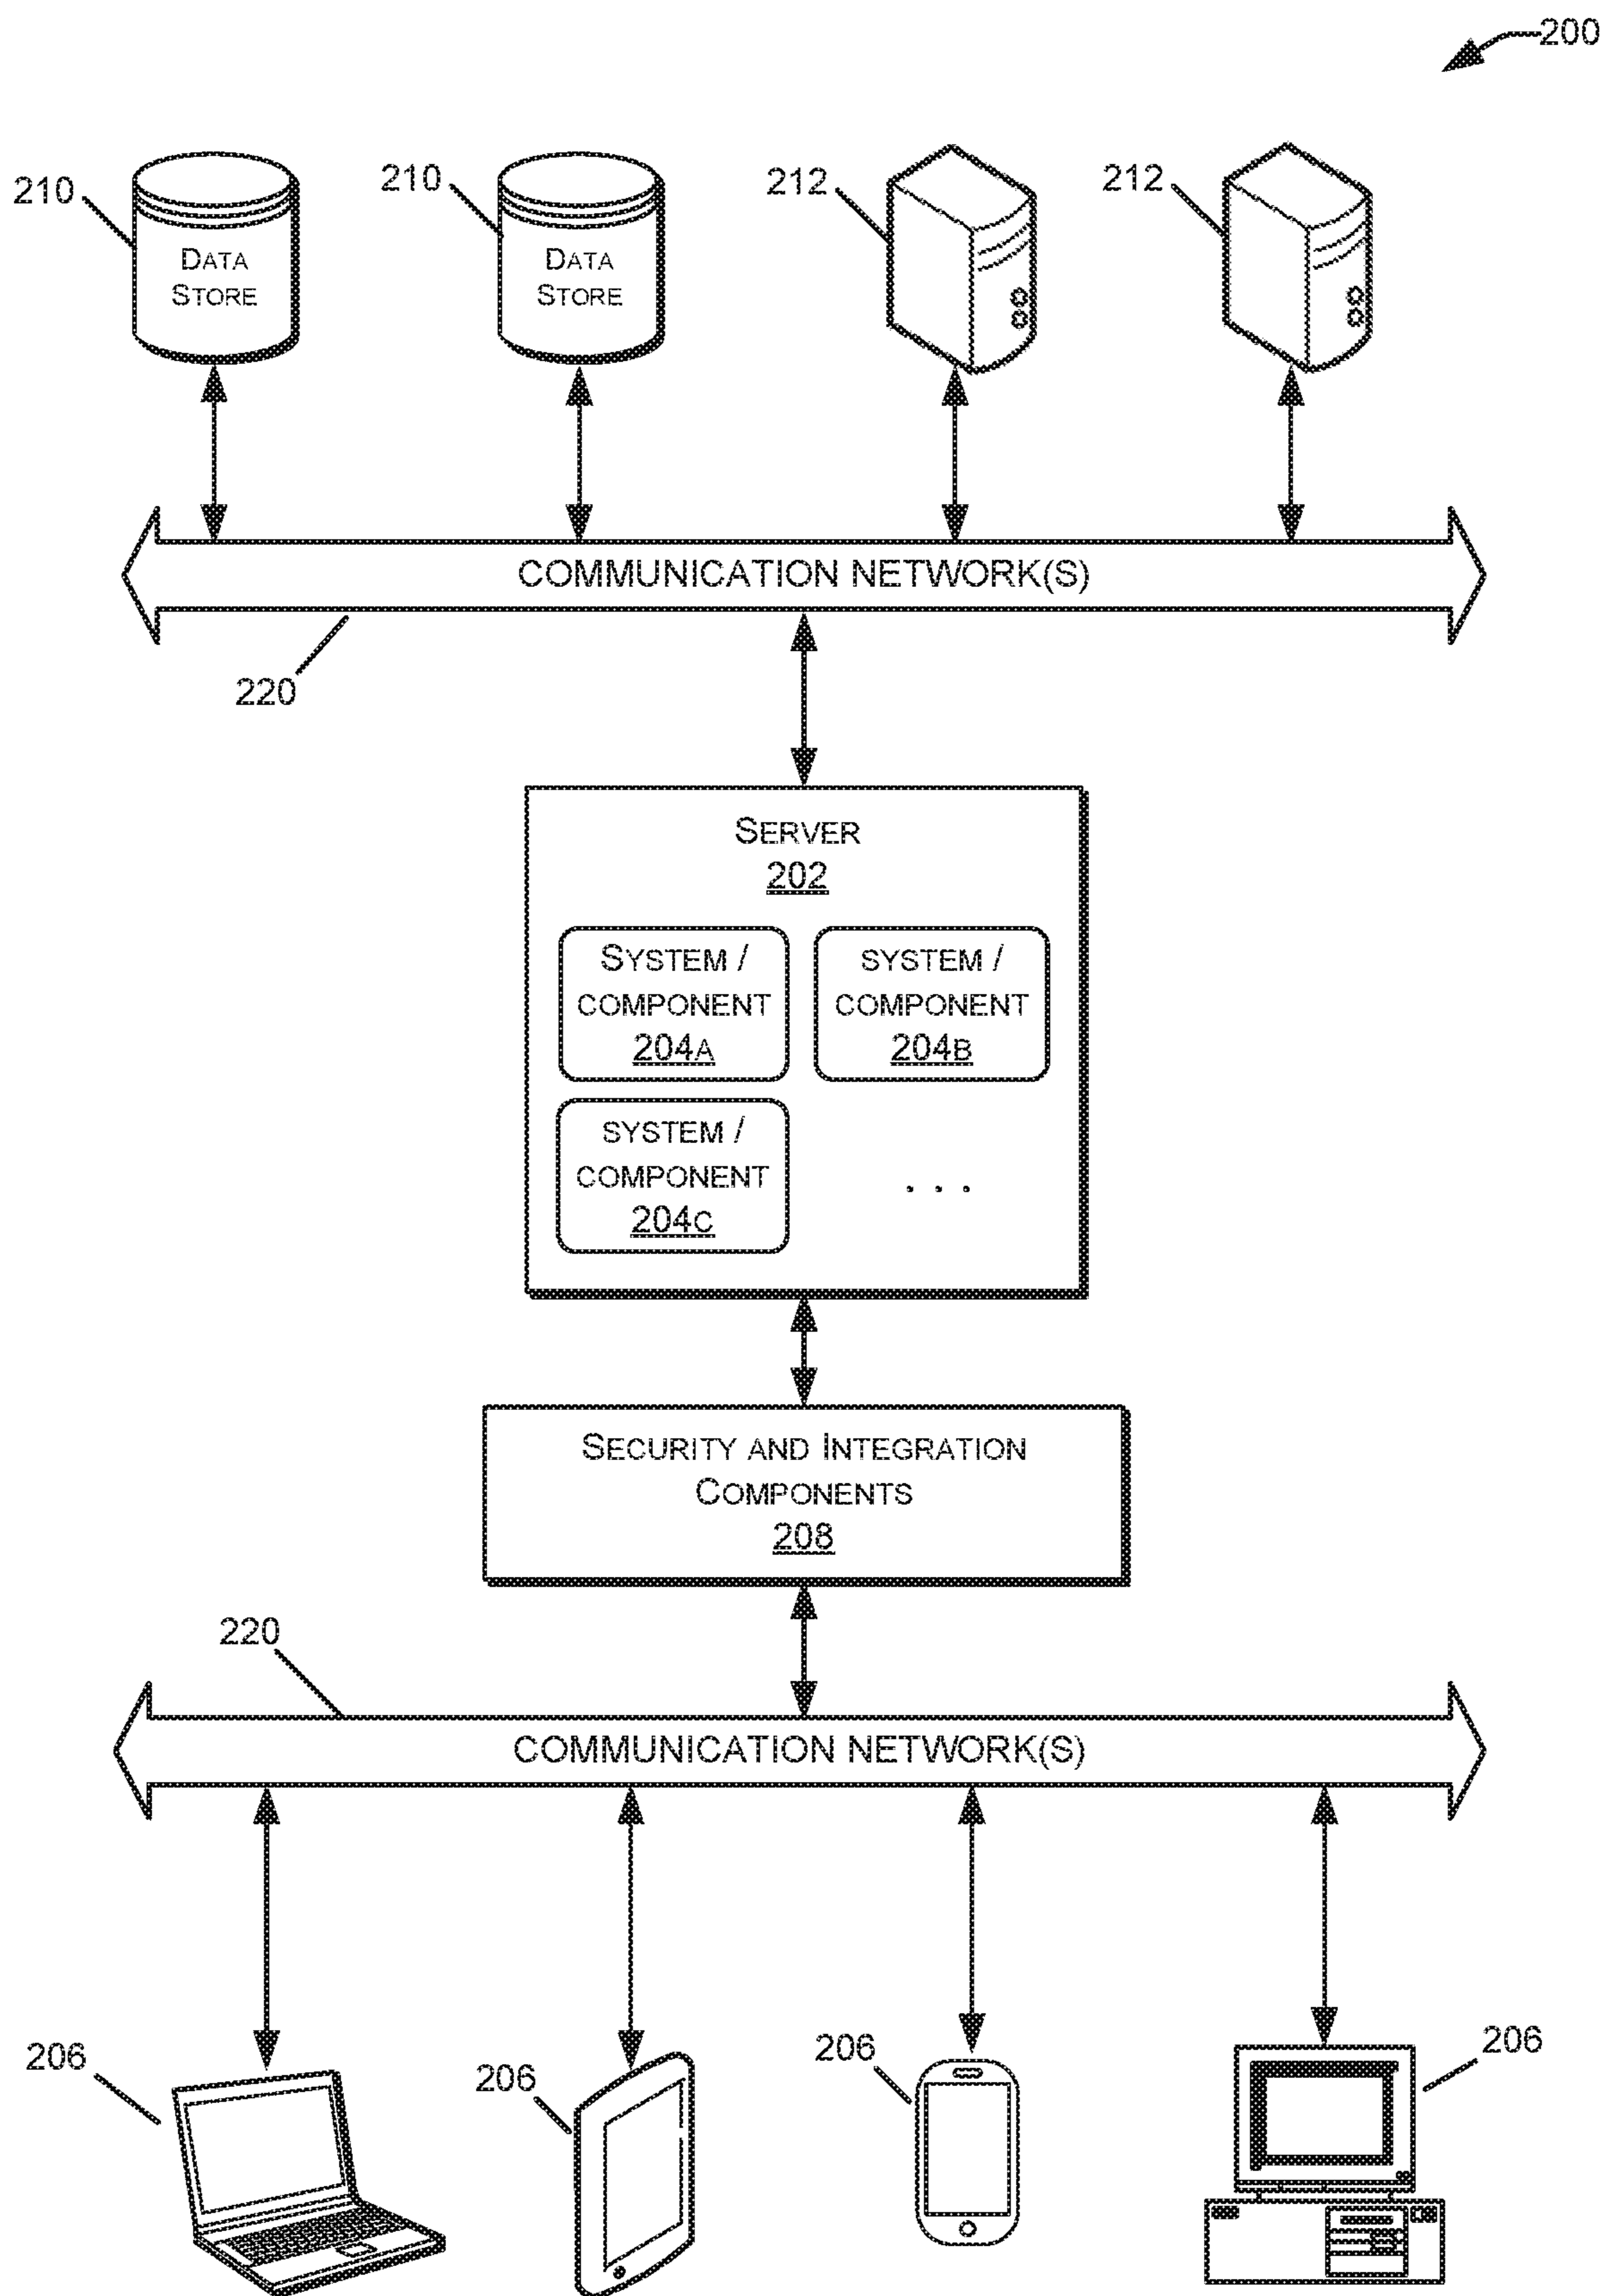 200
210
210
212
212
DATA
STORE
DATA
STORE
COMMUNICATION NETWORK(S)
220
SERVER
202
SYSTEM /
COMPONENT
204A
SYSTEM /
COMPONENT
204B
SYSTEM /
COMPONENT
204C
. . .
SECURITY AND INTEGRATION
COMPONENTS
208
220
COMMUNICATION NETWORK(S)
206
206
206
206